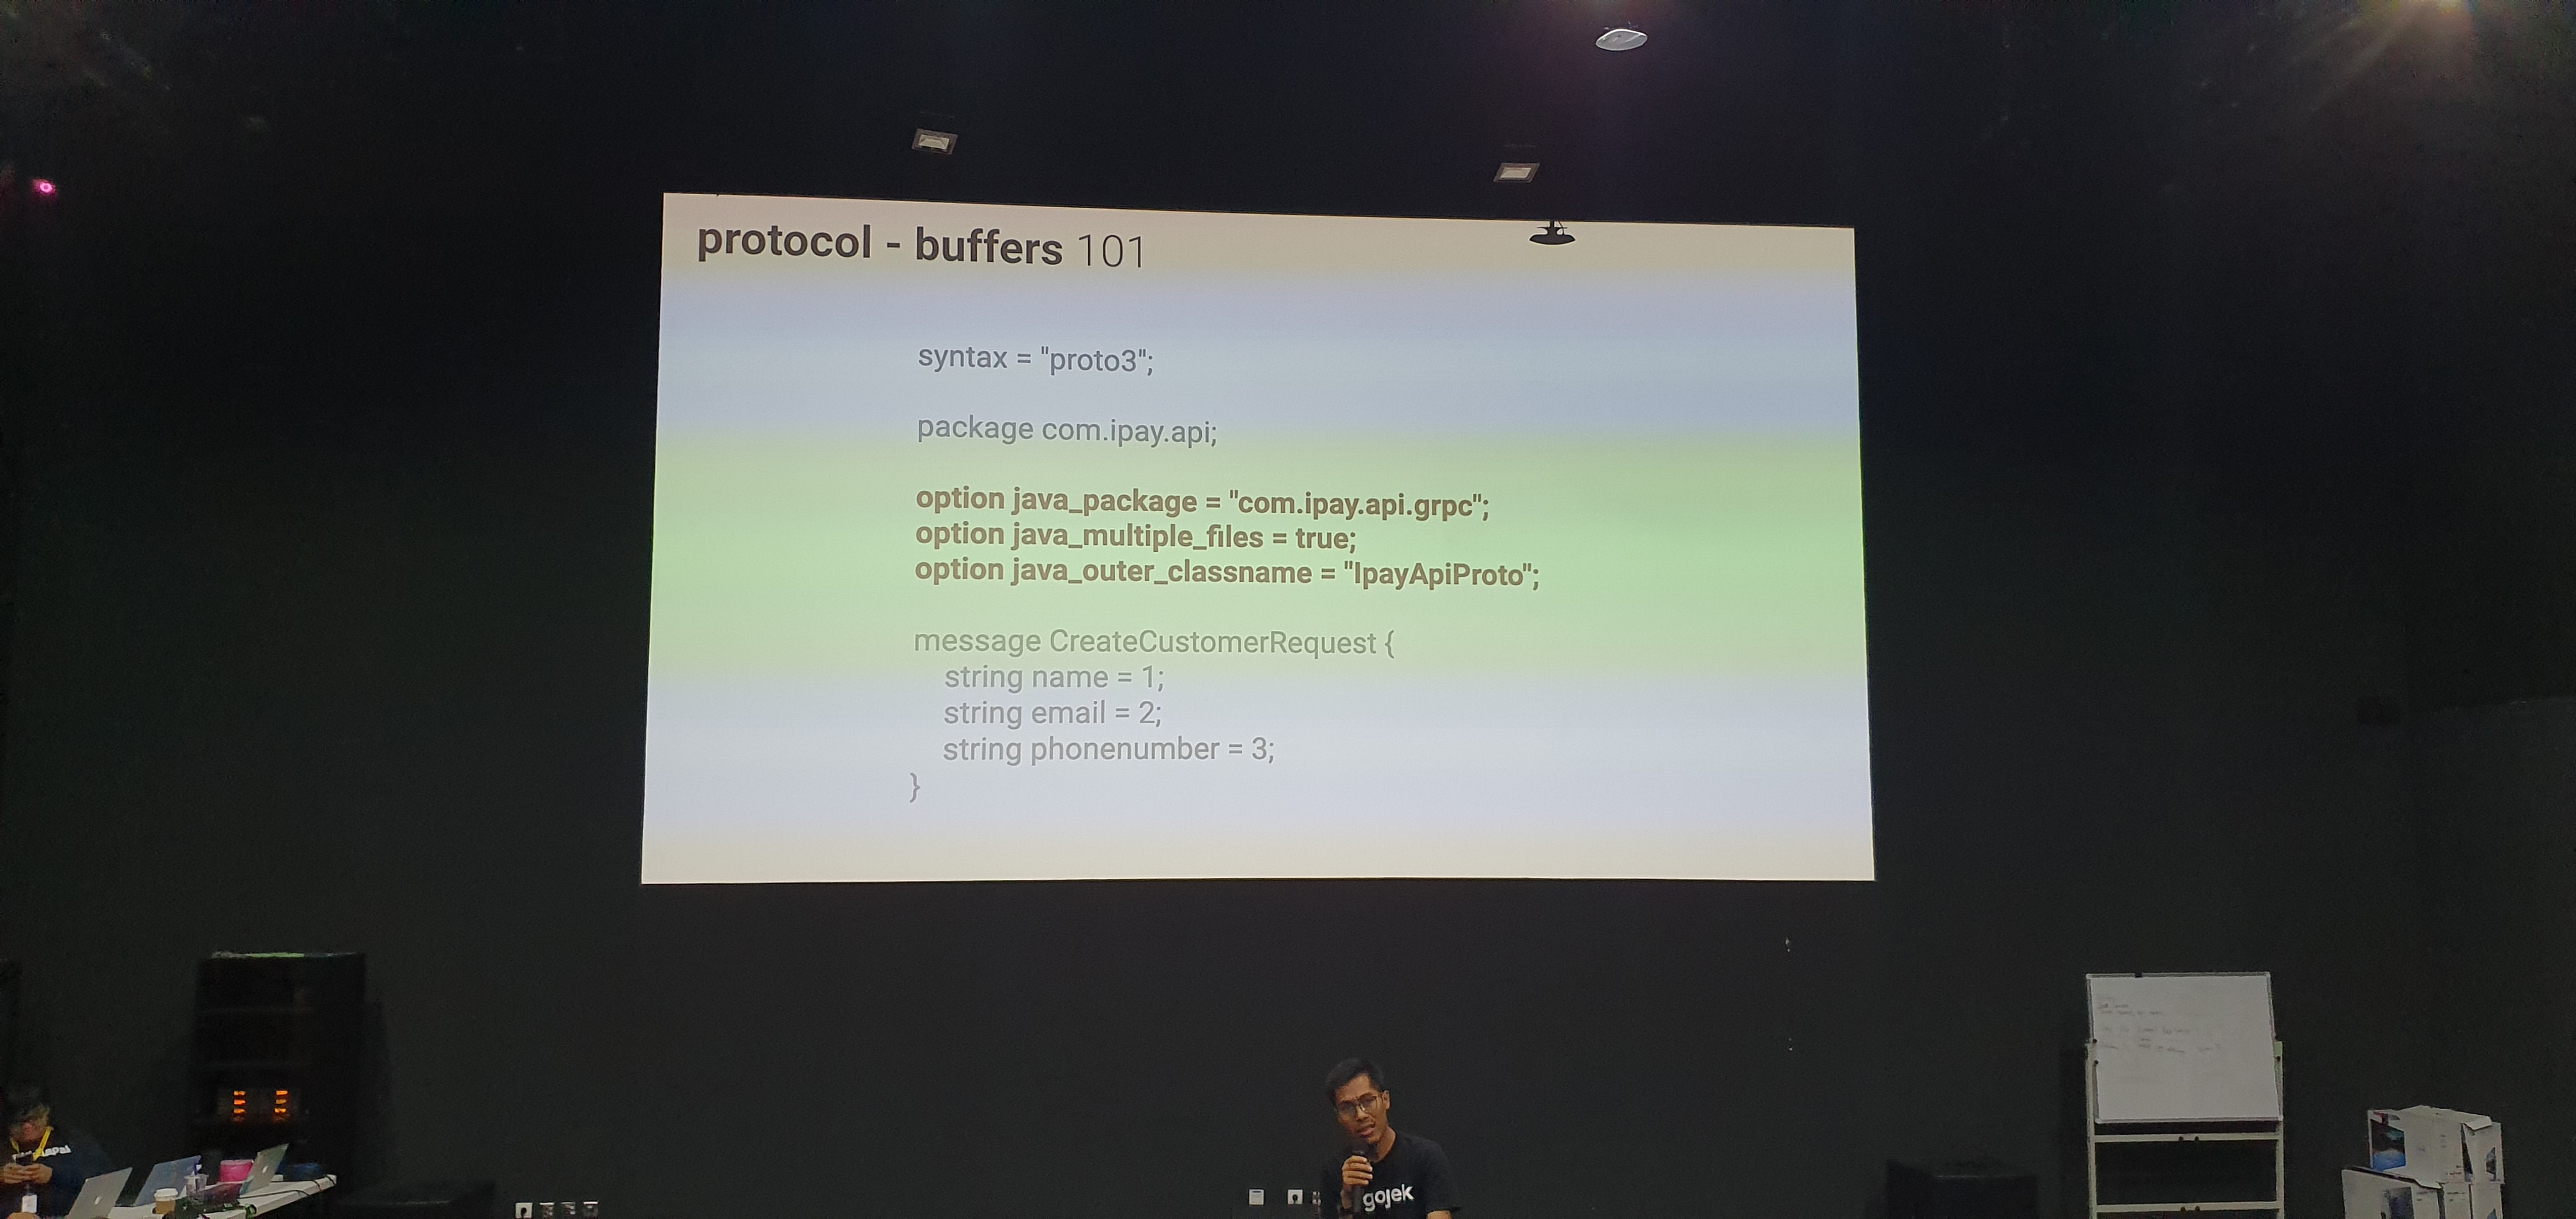 protocol - buffers 101
syntax = "proto3";
package com.ipay.api;
option java_package = "com.ipay.api.grpc";
option java_multiple_files = true;
option java_outer_classname = "IpayApiProto";
message CreateCustomerRequest {
string name = 1;
string email = 2;
string phonenumber = 3;
}
gojek